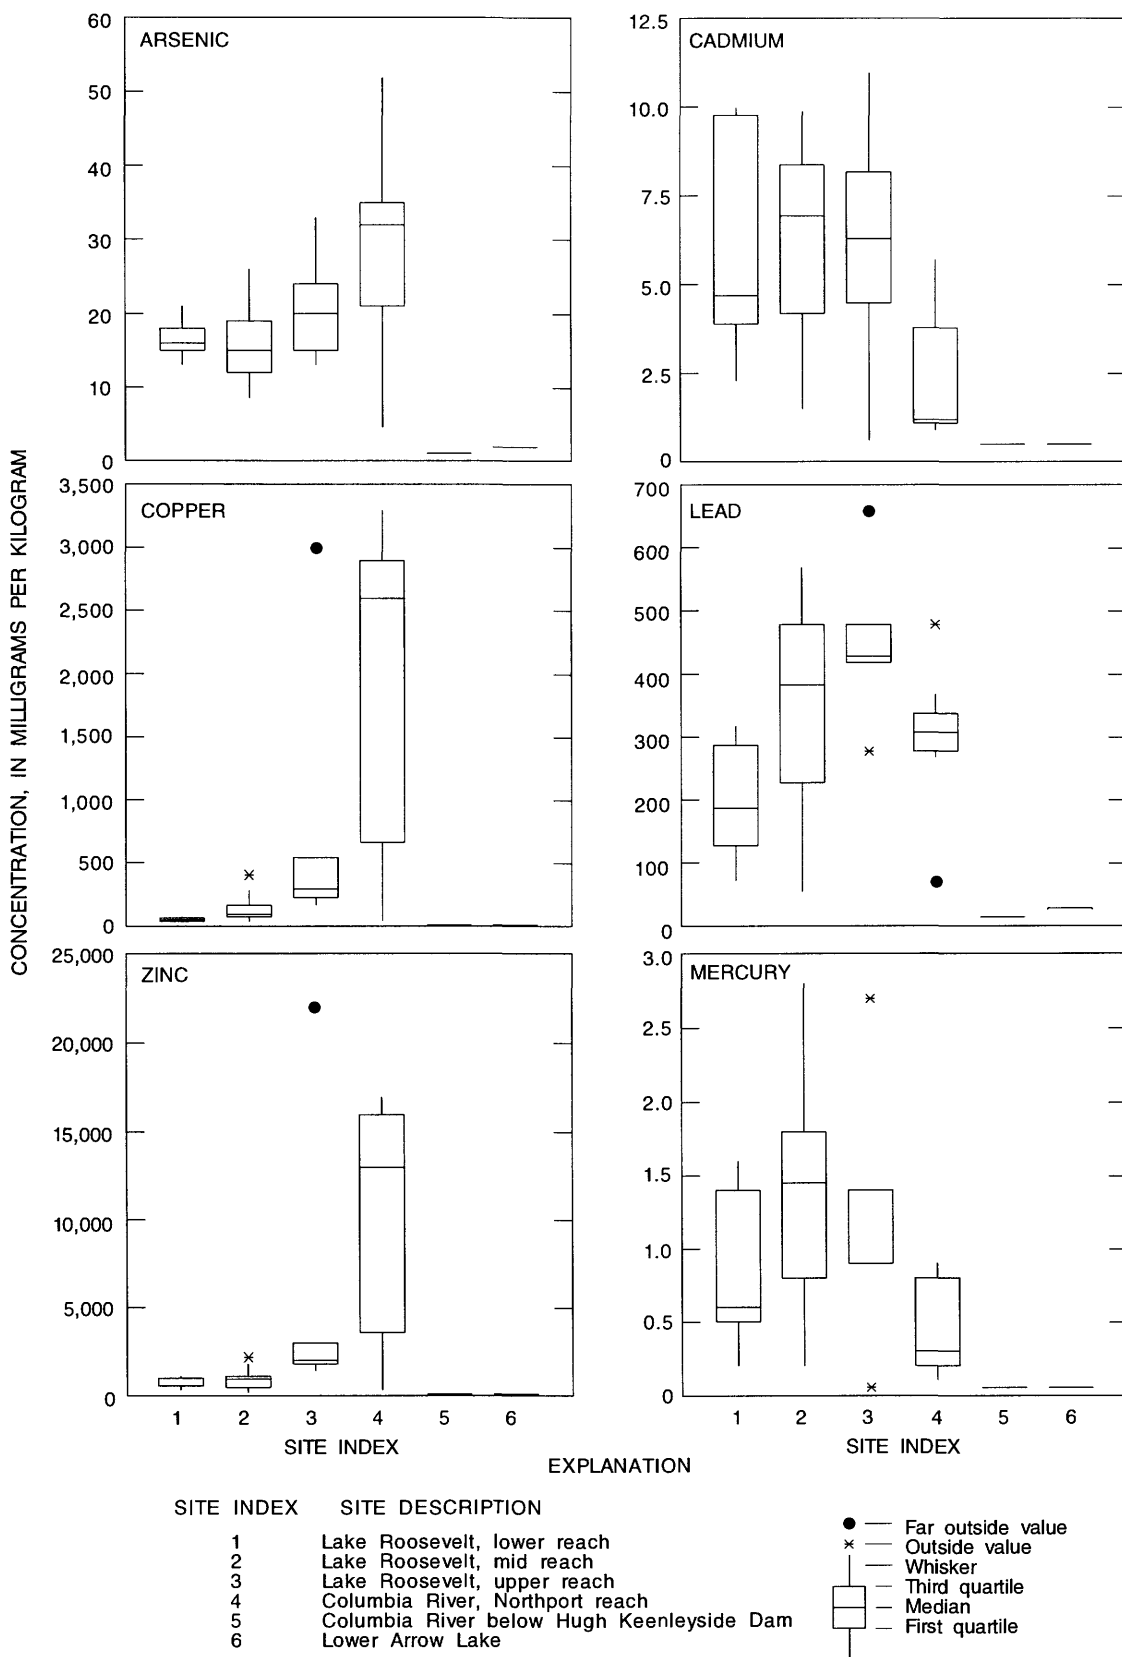 CONCENTRATION, IN MILLIGRAMS PER KILOGRAM
ARSENIC
60
50
40
30
20
10
0
CADMIUM
12.5
10.0
7.5
5.0
2.5
0
COPPER
3,500
3,000
2,500
2,000
1,500
1,000
500
0
LEAD
700
600
500
400
300
200
100
0
ZINC
25,000
20,000
15,000
10,000
5,000
0
1 2 3 4 5 6
SITE INDEX
MERCURY
3.0
2.5
2.0
1.5
1.0
0.5
0
1 2 3 4 5 6
SITE INDEX
EXPLANATION
SITE INDEX SITE DESCRIPTION
1 Lake Roosevelt, lower reach
2 Lake Roosevelt, mid reach
3 Lake Roosevelt, upper reach
4 Columbia River, Northport reach
5 Columbia River below Hugh Keenleyside Dam
6 Lower Arrow Lake
Far outside value
Outside value
Whisker
Third quartile
Median
First quartile